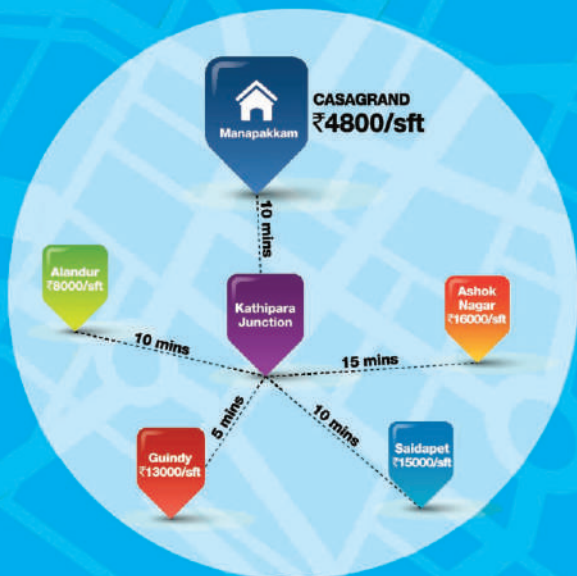 CASAGRAND
₹4800/sft
Manapakkam
10 mins
Alandur
₹8000/sft
Kathipara
Junction
Ashok
Nagar
₹16000/sft
10 mins
15 mins
5 mins
10 mins
Guindy
₹13000/sft
Saidapet
₹15000/sft